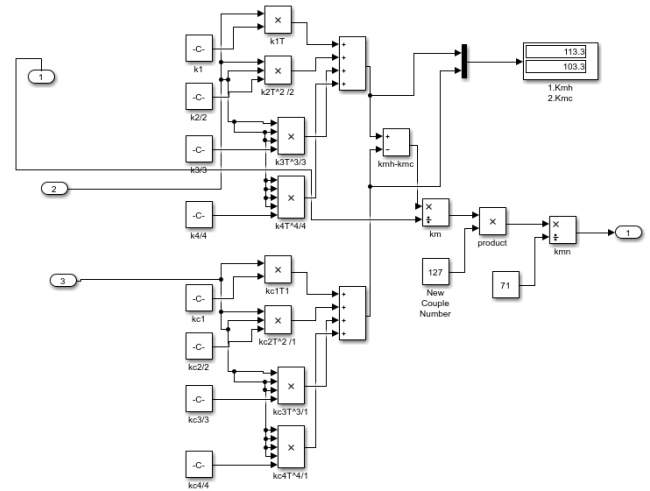 k1T
-C-
k1
k2T^2 /2
-C-
k2/2
k3T^3/3
-C-
k3/3
k4T^4/4
-C-
k4/4
1
2
3
113.3
103.3
1.Kmh
2.Kmc
kmh-kmc
km
product
kmn
1
127
New
Couple
Number
71
kc1T1
-C-
kc1
kc2T^2 /1
-C-
kc2/2
kc3T^3/1
-C-
kc3/3
kc4T^4/1
-C-
kc4/4